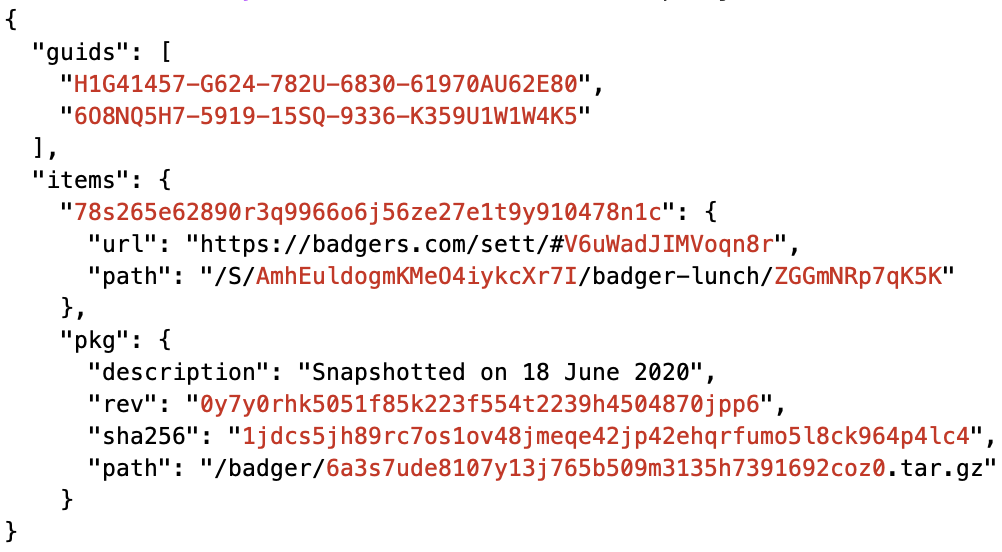 {
  "guids": [
    "H1G41457-G624-782U-6830-61970AU62E80",
    "6O8NQ5H7-5919-15SQ-9336-K359U1W1W4K5"
  ],
  "items": {
    "78s265e62890r3q9966o6j56ze27e1t9y910478n1c": {
      "url": "https://badgers.com/sett/#V6uWadJIMVoqn8r",
      "path": "/S/AmhEuldogmKMeO4iykcXr7I/badger-lunch/ZGGmNRp7qK5K"
    },
    "pkg": {
      "description": "Snapshotted on 18 June 2020",
      "rev": "0y7y0rhk5051f85k223f554t2239h4504870jpp6",
      "sha256": "1jdcs5jh89rc7os1ov48jmeqe42jp42ehqrfumo5l8ck964p4lc4",
      "path": "/badger/6a3s7ude8107y13j765b509m3135h7391692coz0.tar.gz"
    }
}